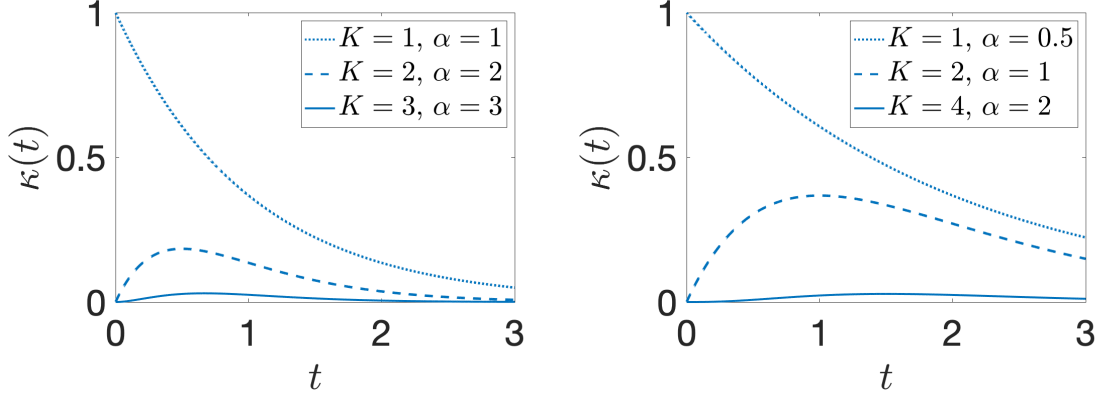 1
0.5
0
κ(t)
K = 1, α = 1
K = 2, α = 2
K = 3, α = 3
0 1 2 3
t
1
0.5
0
κ(t)
K = 1, α = 0.5
K = 2, α = 1
K = 4, α = 2
0 1 2 3
t